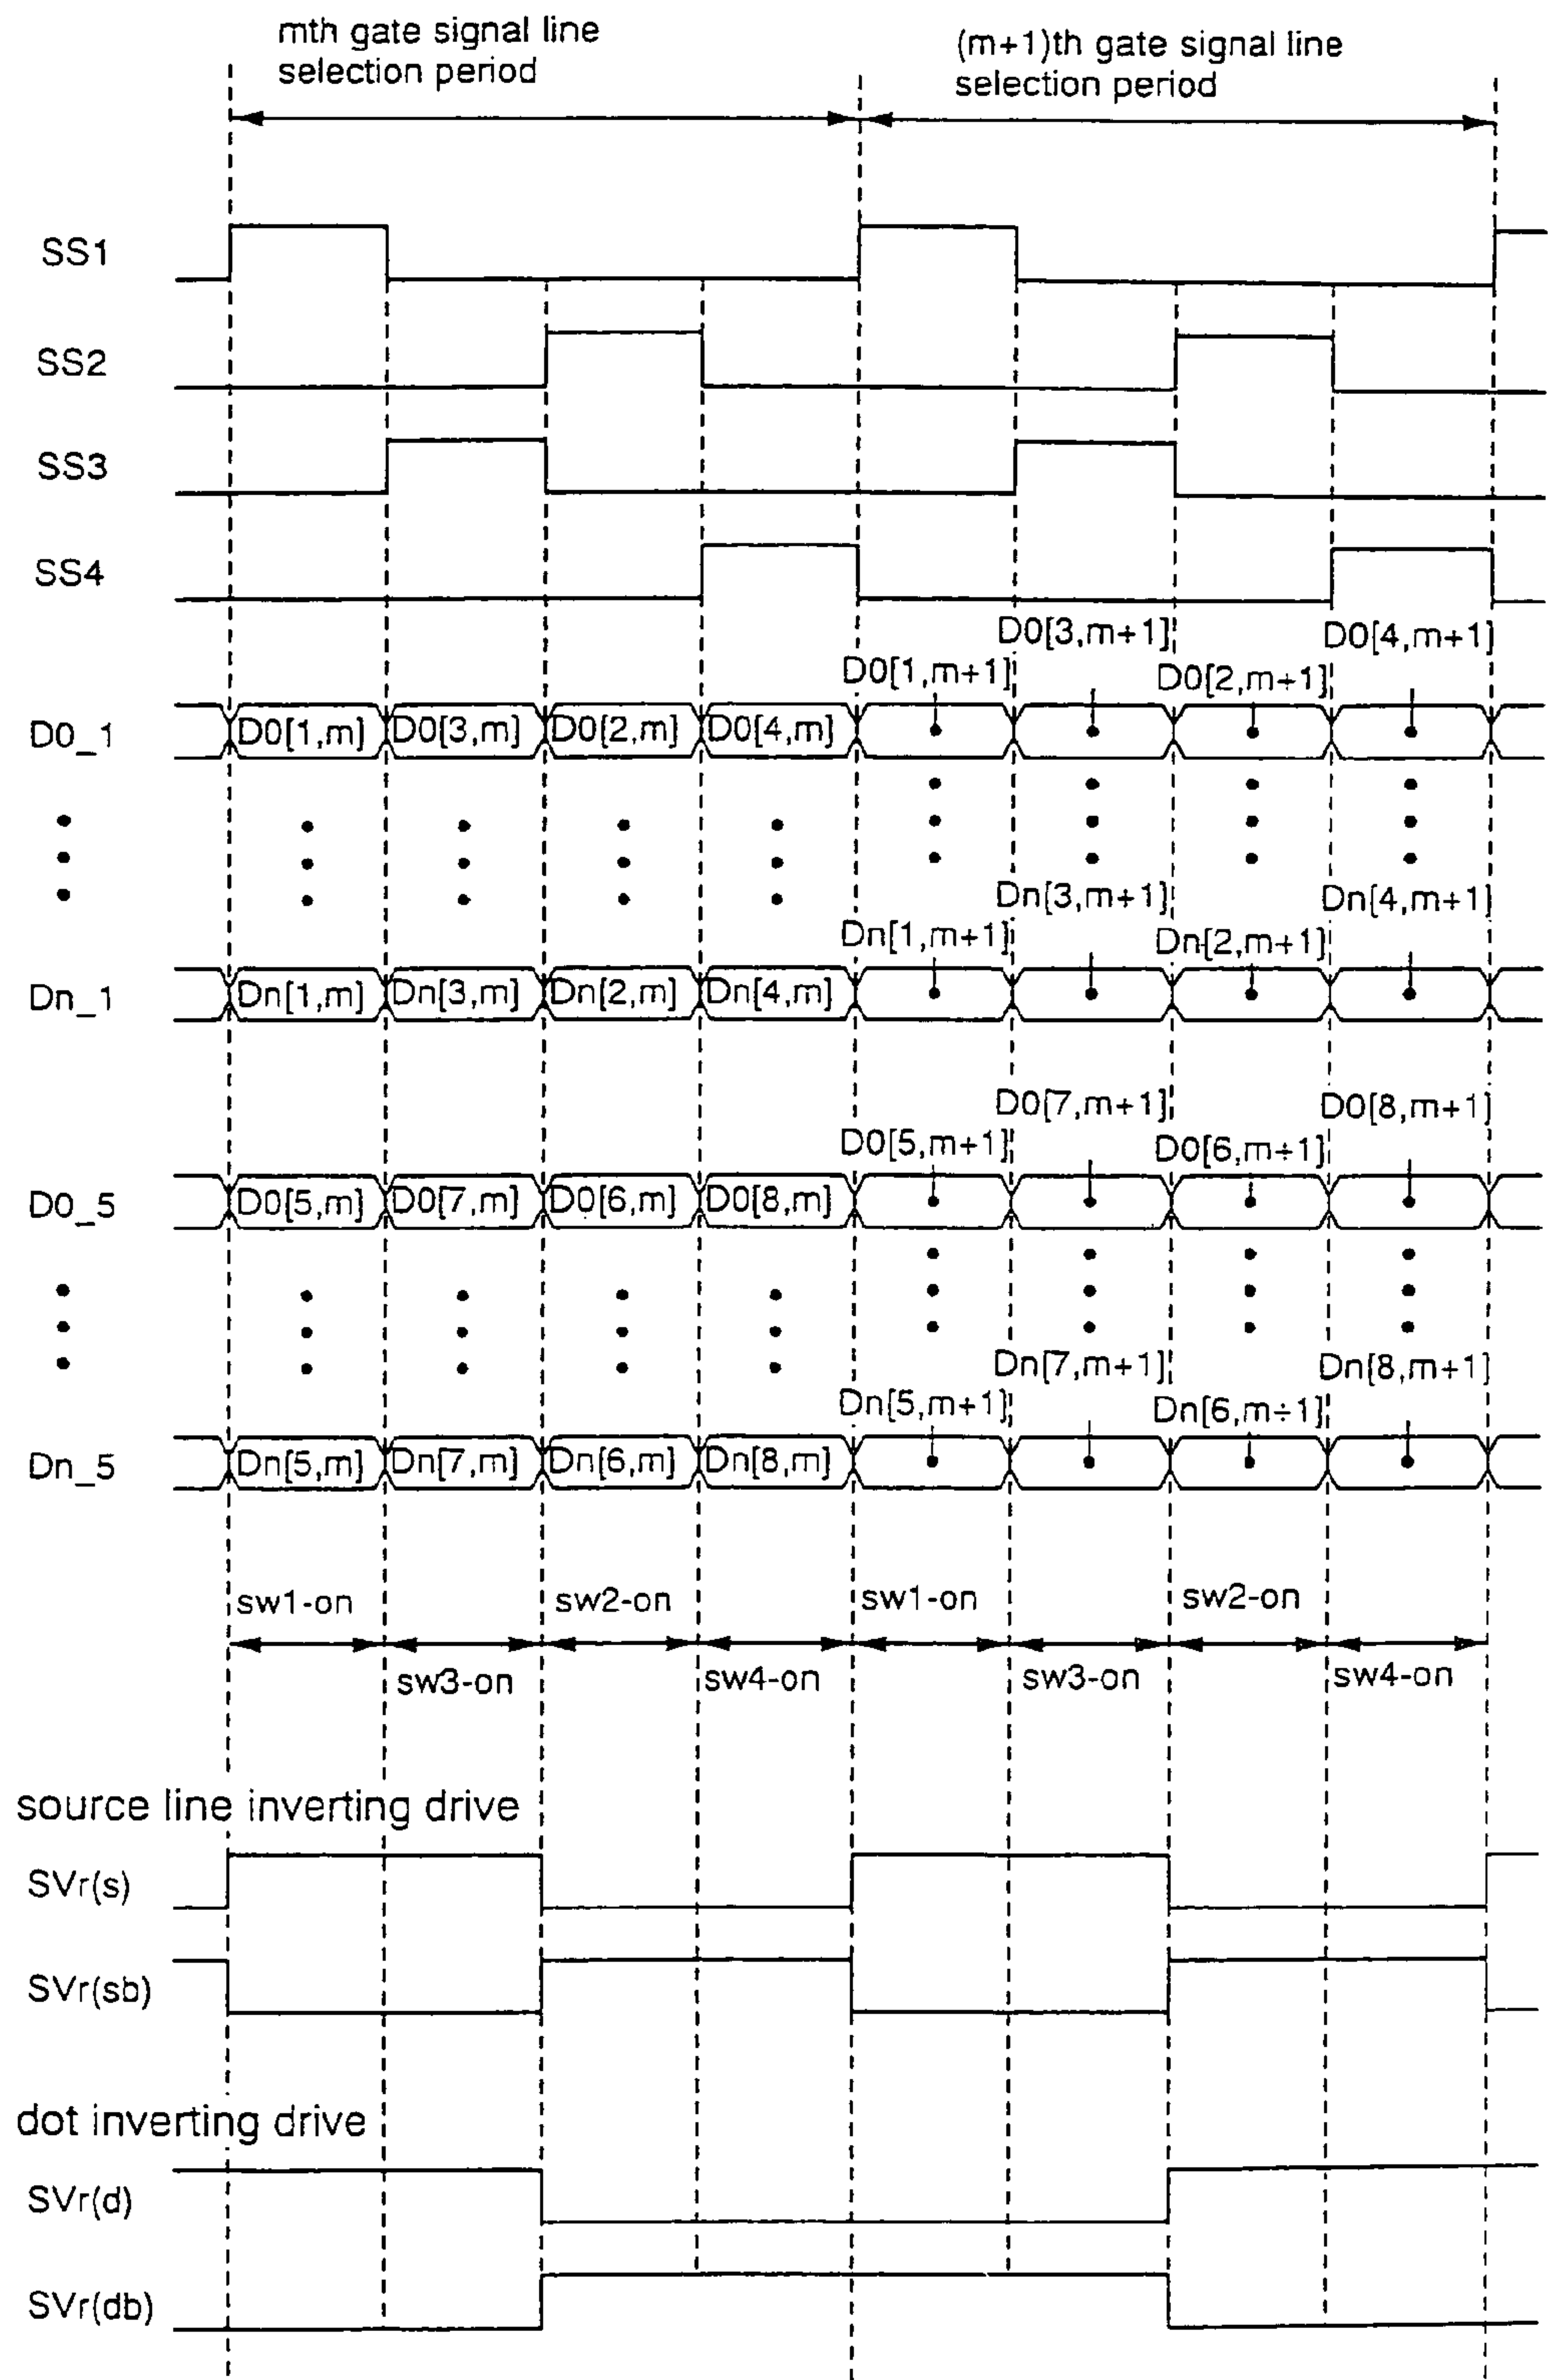 mth gate signal line
selection period
(m+1)th gate signal line
selection period
SS1
SS2
SS3
SS4
D0[3,m+1] D0[4,m+1]
D0[1,m+1] D0[2,m+1]
D0_1 D0[1,m] D0[3,m] D0[2,m] D0[4,m]
Dn[3,m+1] Dn[4,m+1]
Dn[1,m+1] Dn[2,m+1]
Dn_1 Dn[1,m] Dn[3,m] Dn[2,m] Dn[4,m]
D0[7,m+1] D0[8,m+1]
D0[5,m+1] D0[6,m+1]
D0_5 D0[5,m] D0[7,m] D0[6,m] D0[8,m]
Dn[7,m+1] Dn[8,m+1]
Dn[5,m+1] Dn[6,m+1]
Dn_5 Dn[5,m] Dn[7,m] Dn[6,m] Dn[8,m]
sw1-on sw2-on sw1-on sw2-on
sw3-on sw4-on sw3-on sw4-on
source line inverting drive
SVr(s)
SVr(sb)
dot inverting drive
SVr(d)
SVr(db)